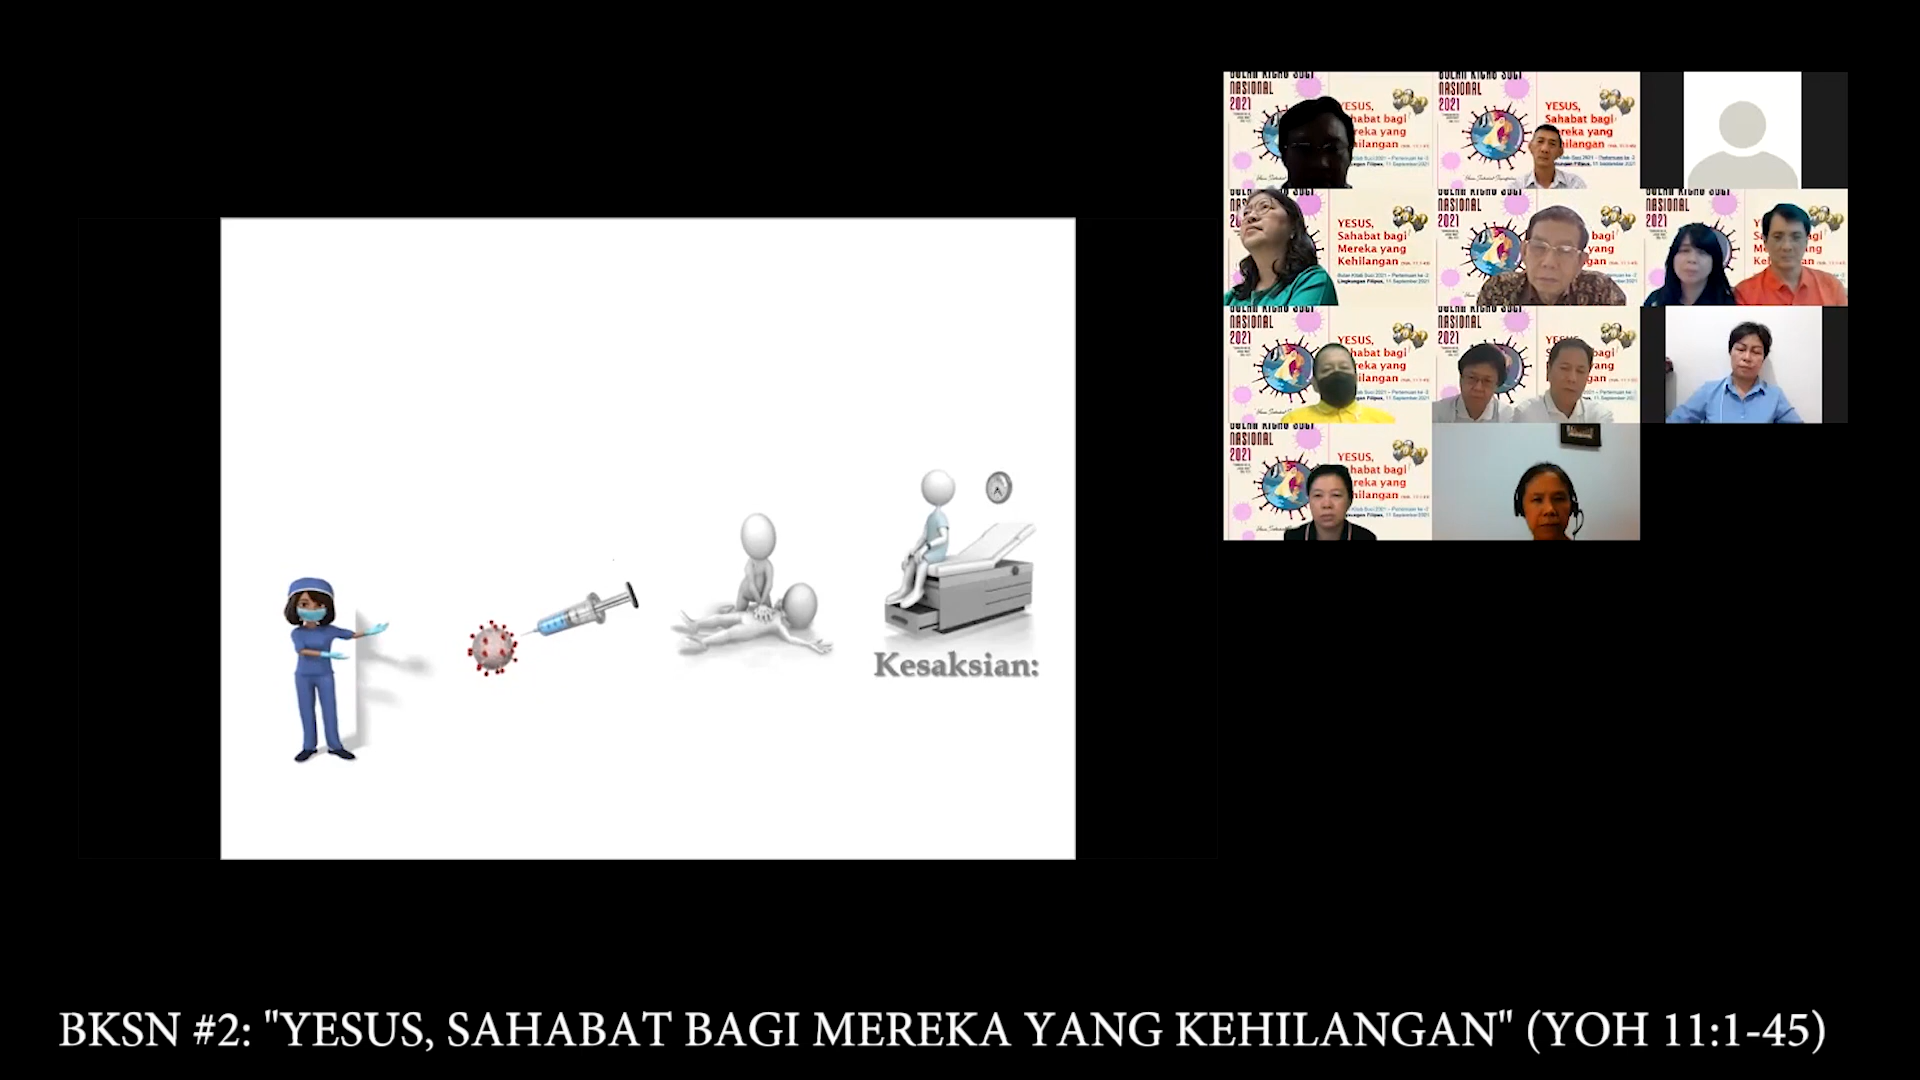 BULAN KITAB SUCI
NASIONAL
2021
YESUS,
Sahabat bagi
Mereka yang
Kehilangan (Yoh. 11:1-45)
Bulan Kitab Suci 2021 – Pertemuan ke -2
Lingkungan Filipus, 11 September 2021
Kesaksian:
BKSN #2: "YESUS, SAHABAT BAGI MEREKA YANG KEHILANGAN" (YOH 11:1-45)